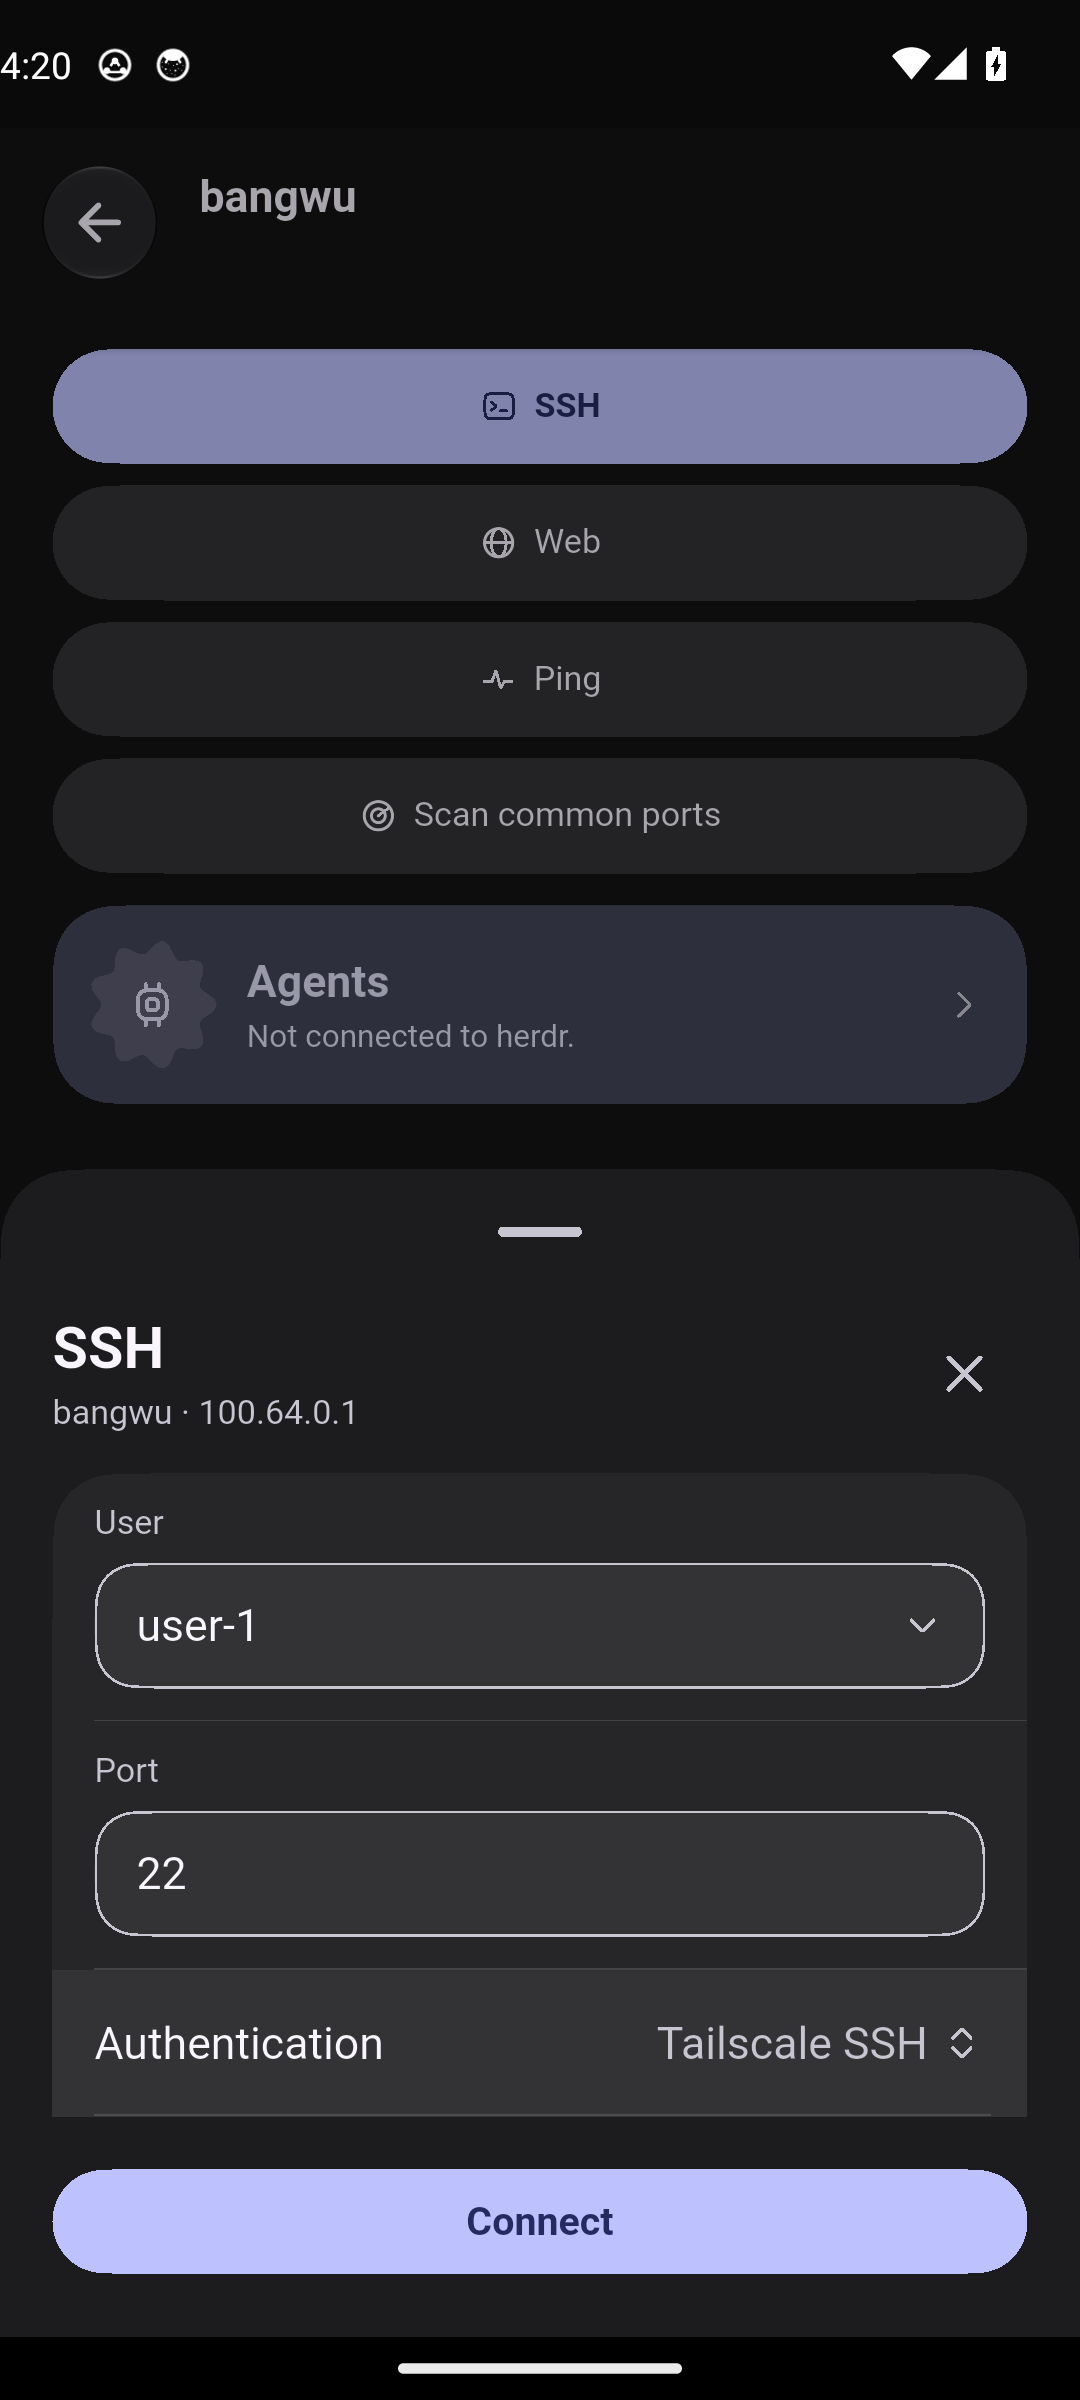 4:20
bangwu
SSH
Web
Ping
Scan common ports
Agents
Not connected to herdr.
SSH
bangwu · 100.64.0.1
User
user-1
Port
22
Authentication
Tailscale SSH
Connect